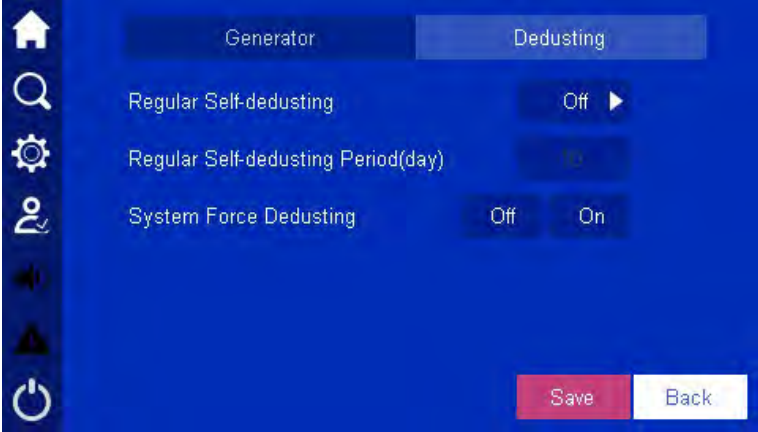 Generator
Dedusting
Regular Self-dedusting
Off
Regular Self-dedusting Period(day)
System Force Dedusting
Off
On
Save
Back